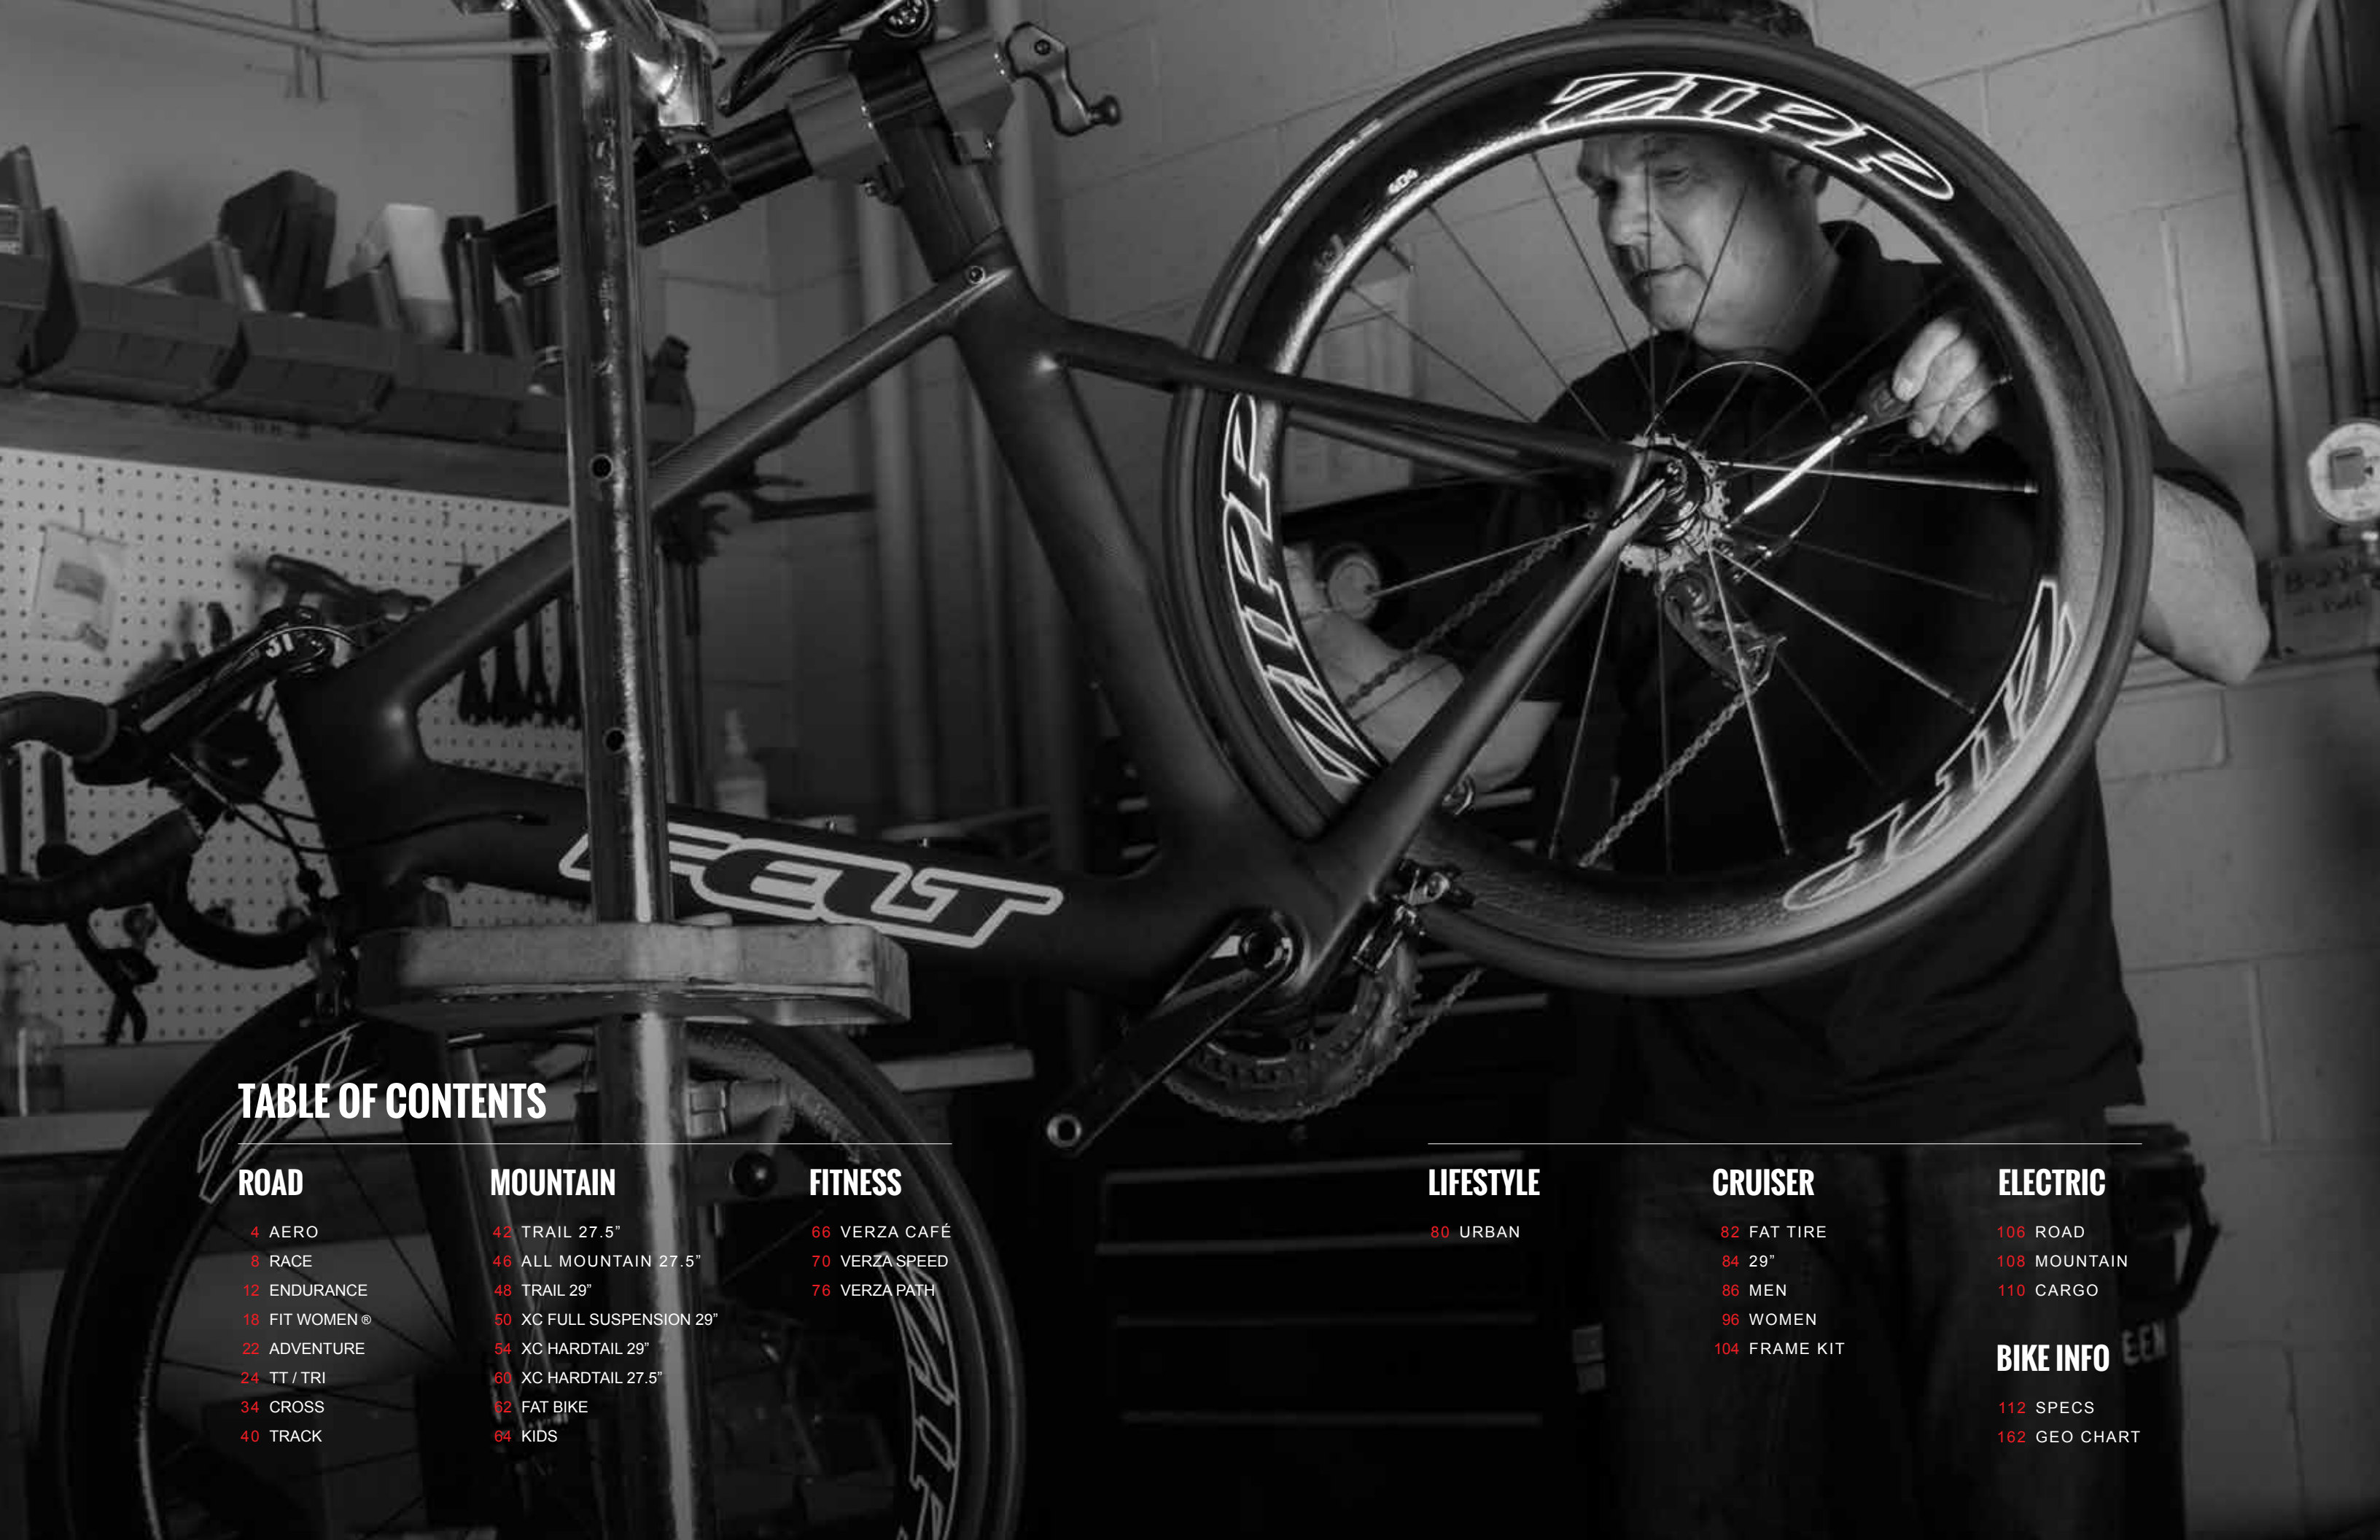 ZIPP
404
ZIPP
ZIPP
FELT
TABLE OF CONTENTS
ROAD
4 AERO
8 RACE
12 ENDURANCE
18 FIT WOMEN ®
22 ADVENTURE
24 TT / TRI
34 CROSS
40 TRACK
MOUNTAIN
42 TRAIL 27.5”
46 ALL MOUNTAIN 27.5”
48 TRAIL 29”
50 XC FULL SUSPENSION 29”
54 XC HARDTAIL 29”
60 XC HARDTAIL 27.5”
62 FAT BIKE
64 KIDS
FITNESS
66 VERZA CAFÉ
70 VERZA SPEED
76 VERZA PATH
LIFESTYLE
80 URBAN
CRUISER
82 FAT TIRE
84 29”
86 MEN
96 WOMEN
104 FRAME KIT
ELECTRIC
106 ROAD
108 MOUNTAIN
110 CARGO
BIKE INFO
112 SPECS
162 GEO CHART